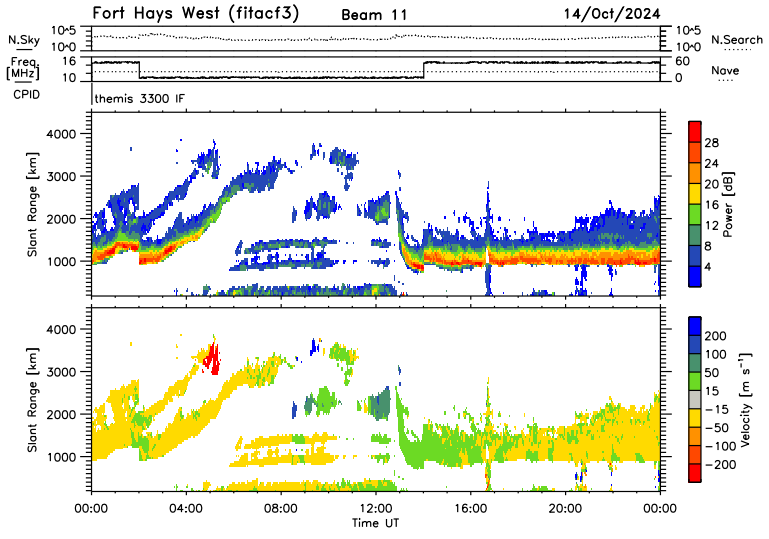 Fort Hays West (fitacf3) Beam 11 14/Oct/2024
N.Sky 10^5 10^0 10^5 10^0 N.Search
Freq. [MHz] 16 10 60 0 Nave
CPID themis 3300 IF
Slant Range [km]
4000
3000
2000
1000
28
24
20
16
12
8
4
Power [dB]
Slant Range [km]
4000
3000
2000
1000
200
100
50
15
-15
-50
-100
-200
Velocity [m s⁻¹]
00:00 04:00 08:00 12:00 16:00 20:00 00:00
Time UT